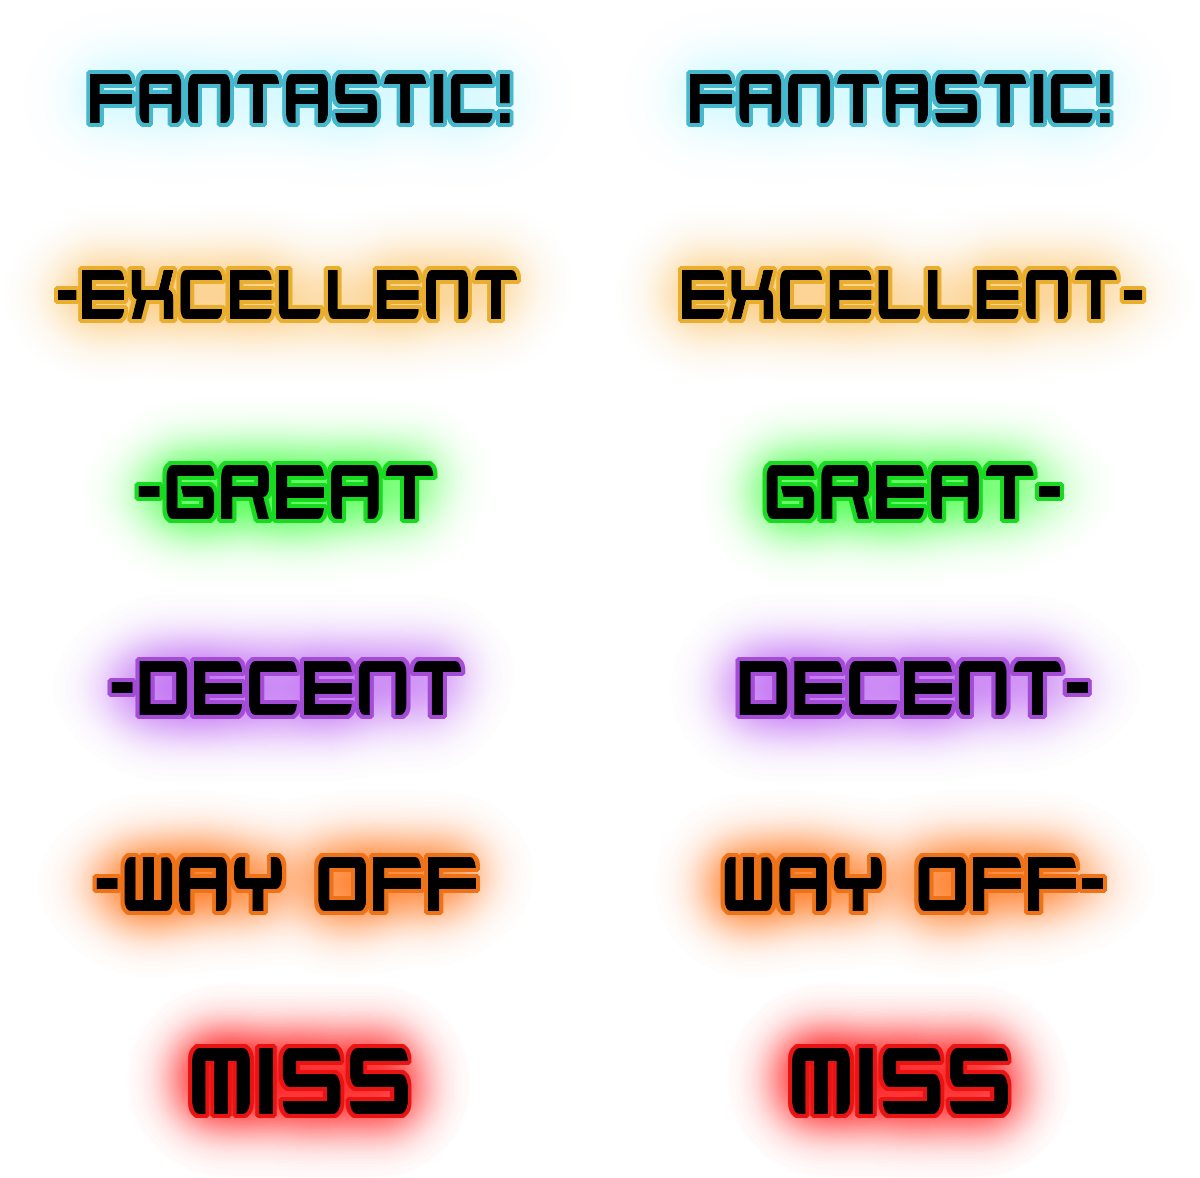 FANTASTIC! FANTASTIC!
-EXCELLENT EXCELLENT-
-GREAT GREAT-
-DECENT DECENT-
-WAY OFF WAY OFF-
MISS MISS